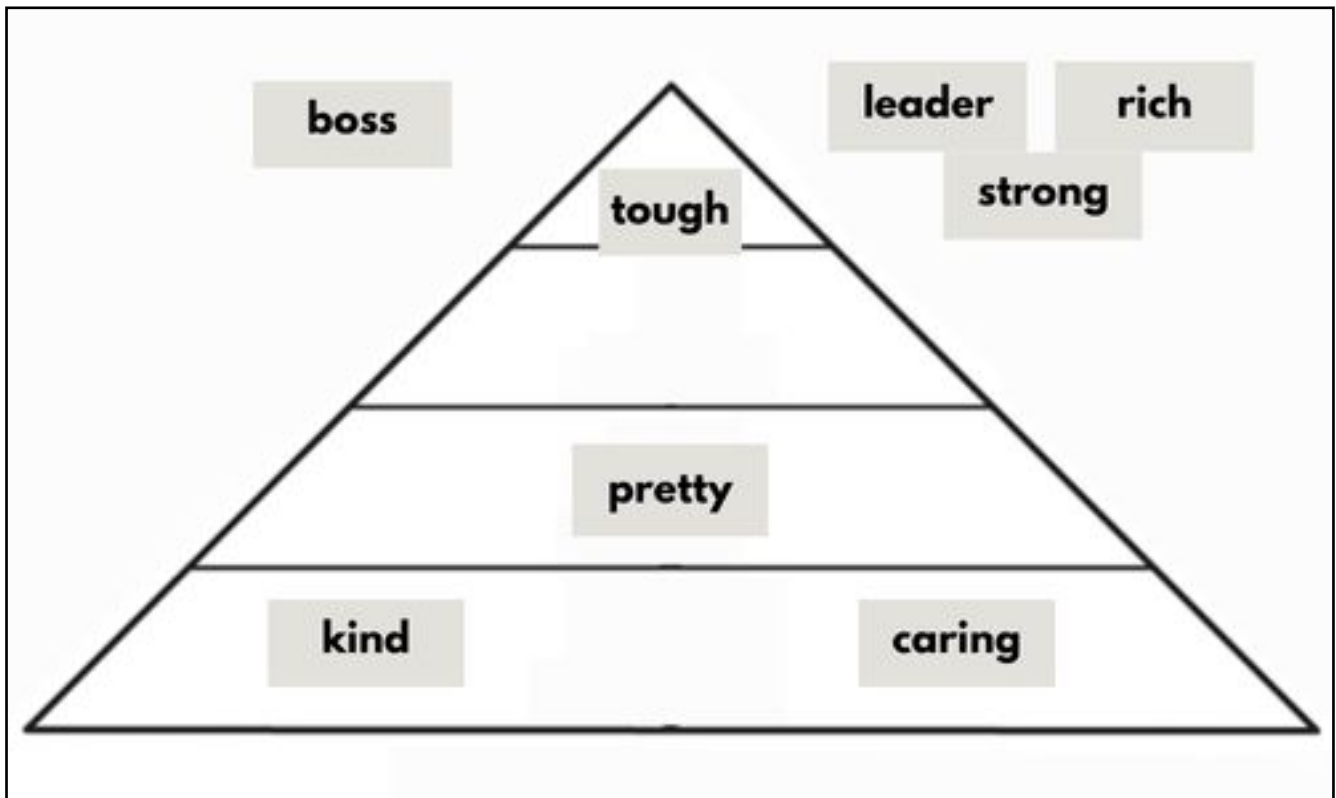 boss
leader
rich
strong
tough
pretty
kind
caring